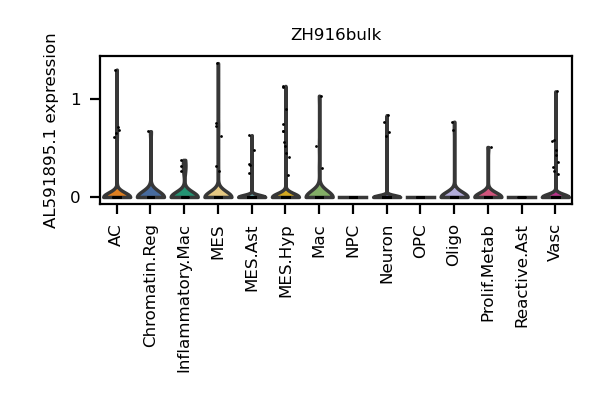 ZH916bulk
AL591895.1 expression
1
0
AC
Chromatin.Reg
Inflammatory.Mac
MES
MES.Ast
MES.Hyp
Mac
NPC
Neuron
OPC
Oligo
Prolif.Metab
Reactive.Ast
Vasc